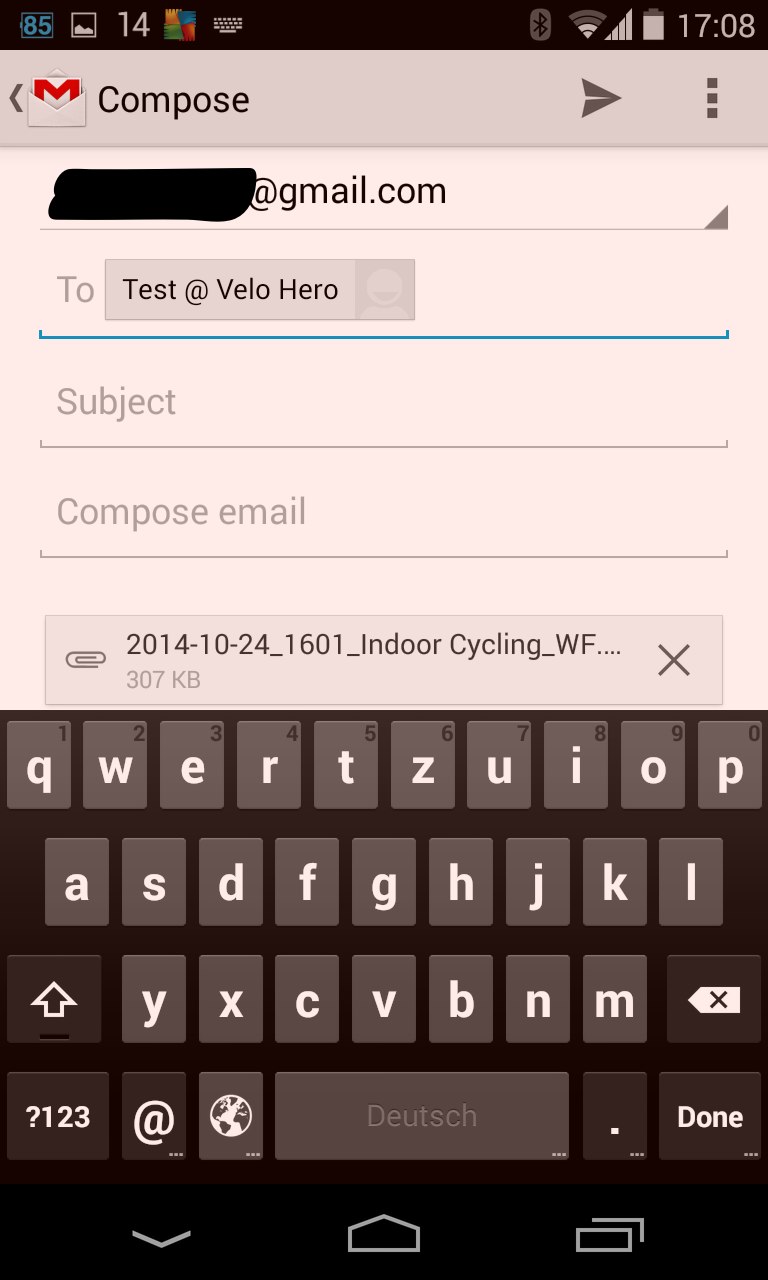 85 14 17:08
Compose
@gmail.com
To Test @ Velo Hero
Subject
Compose email
2014-10-24_1601_Indoor Cycling_WF....
307 KB
1 2 3 4 5 6 7 8 9 0
q w e r t z u i o p
a s d f g h j k l
y x c v b n m
?123 @ Deutsch . Done